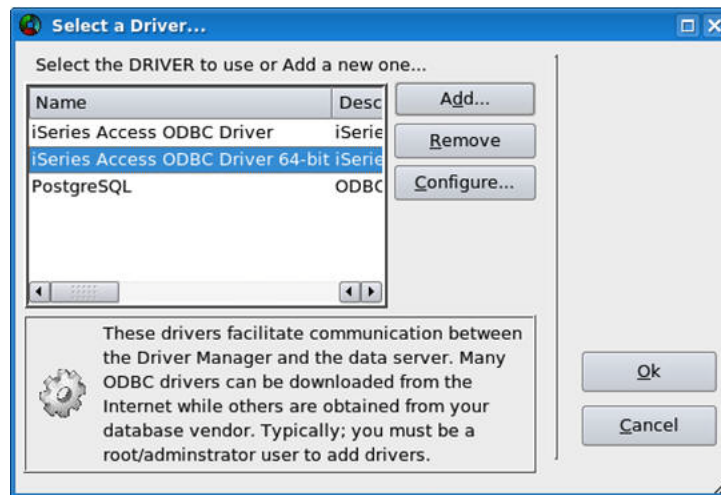 Select a Driver...
Select the DRIVER to use or Add a new one...
Name Desc
iSeries Access ODBC Driver iSerie
iSeries Access ODBC Driver 64-bit iSerie
PostgreSQL ODBC
Add...
Remove
Configure...
These drivers facilitate communication between
the Driver Manager and the data server. Many
ODBC drivers can be downloaded from the
Internet while others are obtained from your
database vendor. Typically; you must be a
root/adminstrator user to add drivers.
Ok
Cancel